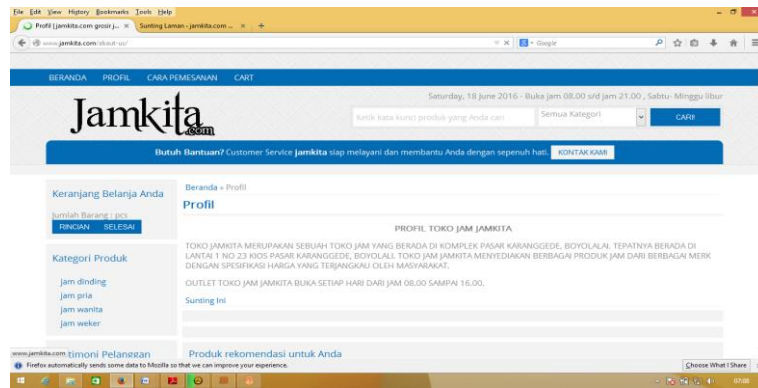 File Edit View History Bookmarks Tools Help
Profil | jamkita.com grosir j... × Sunting Laman - jamkita.com — × +
www.jamkita.com/about-us/ Google
BERANDA PROFIL CARA PEMESANAN CART
Saturday, 18 June 2016 - Buka jam 08.00 s/d jam 21.00 , Sabtu- Minggu libur
Jamkita
.com
Ketik kata kunci produk yang Anda cari Semua Kategori CARI!
Butuh Bantuan? Customer Service jamkita siap melayani dan membantu Anda dengan sepenuh hati. KONTAK KAMI
Keranjang Belanja Anda
Jumlah Barang : pcs
RINCIAN SELESAI
Kategori Produk
jam dinding
jam pria
jam wanita
jam weker
Beranda » Profil
Profil
PROFIL TOKO JAM JAMKITA
TOKO JAMKITA MERUPAKAN SEBUAH TOKO JAM YANG BERADA DI KOMPLEK PASAR KARANGGEDE, BOYOLALAI. TEPATNYA BERADA DI
LANTAI 1 NO 23 KIOS PASAR KARANGGEDE, BOYOLALI. TOKO JAM JAMKITA MENYEDIAKAN BERBAGAI PRODUK JAM DARI BERBAGAI MERK
DENGAN SPESIFIKASI HARGA YANG TERJANGKAU OLEH MASYARAKAT.
OUTLET TOKO JAM JAMKITA BUKA SETIAP HARI DARI JAM 08.00 SAMPAI 16.00.
Sunting Ini
www.jamkita.com timoni Pelanggan Produk rekomendasi untuk Anda
Firefox automatically sends some data to Mozilla so that we can improve your experience. Choose What I Share
07:00